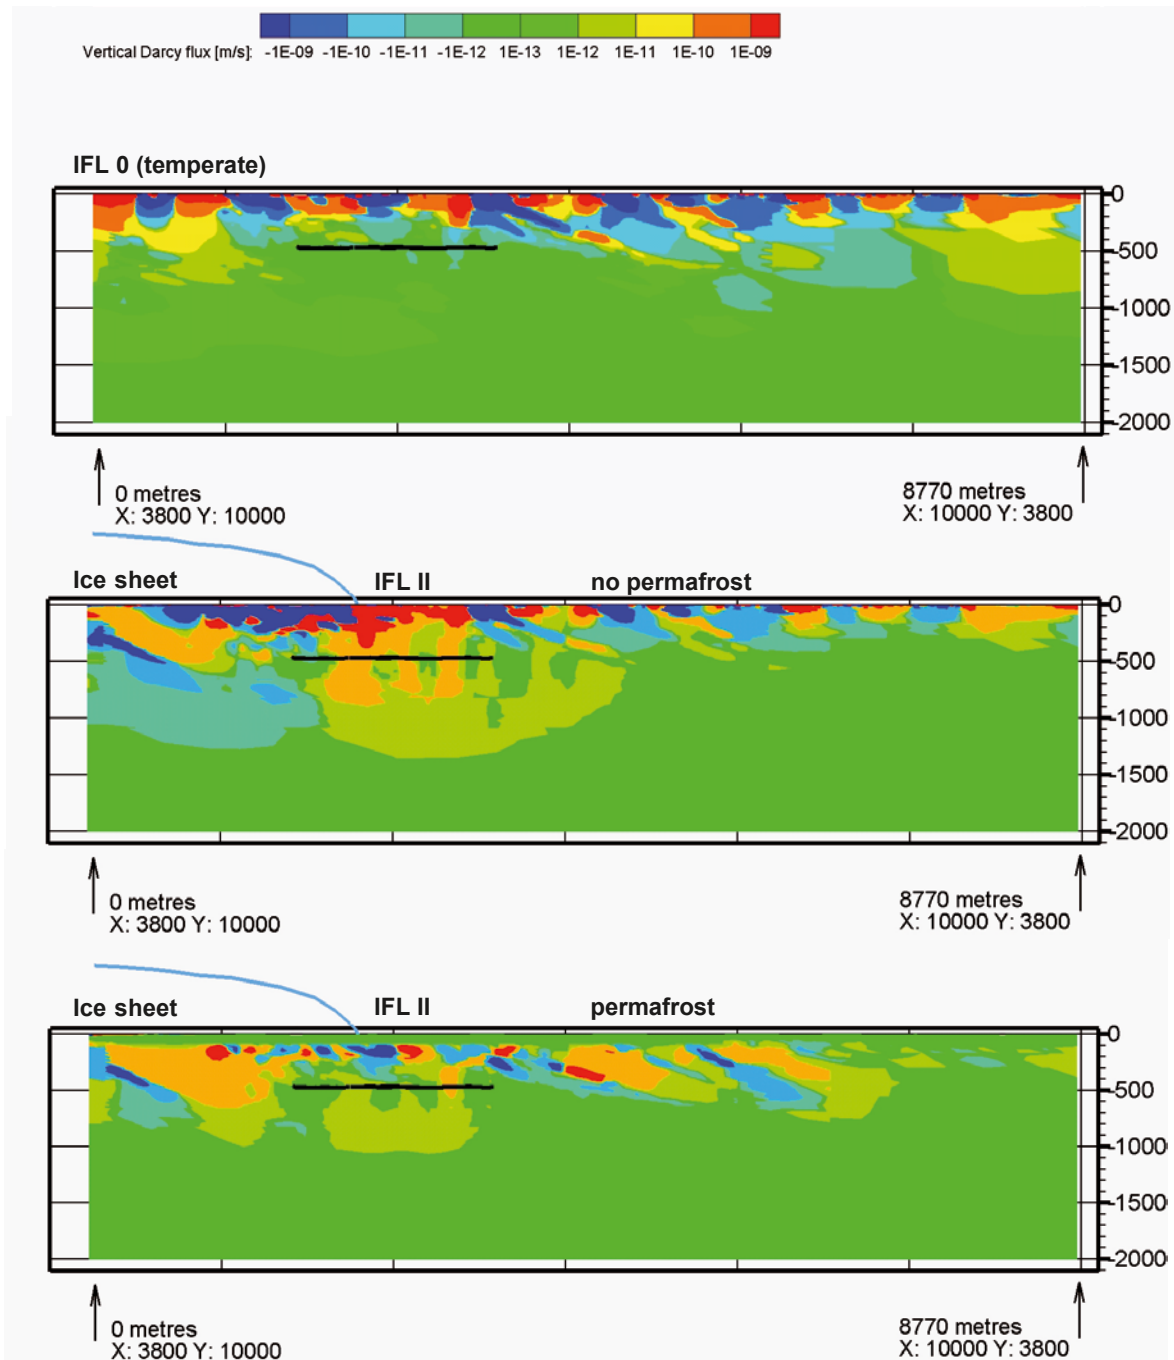 Vertical Darcy flux [m/s]: -1E-09 -1E-10 -1E-11 -1E-12 1E-13 1E-12 1E-11 1E-10 1E-09
IFL 0 (temperate)
0
-500
-1000
-1500
-2000
0 metres
X: 3800 Y: 10000
8770 metres
X: 10000 Y: 3800
Ice sheet IFL II no permafrost
0
-500
-1000
-1500
-2000
0 metres
X: 3800 Y: 10000
8770 metres
X: 10000 Y: 3800
Ice sheet IFL II permafrost
0
-500
-1000
-1500
-2000
0 metres
X: 3800 Y: 10000
8770 metres
X: 10000 Y: 3800